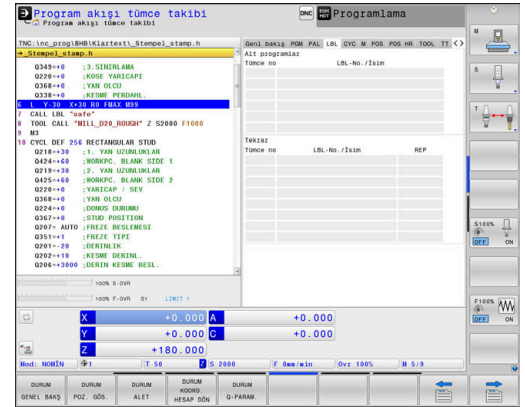 Program akışı tümce takibi
Program akışı tümce takibi
DNC
Programlama
TNC:\nc_prog\BHB\Klartext\_Stempel_stamp.h
→_Stempel_stamp.h
Q349=+0 ;3.SINIRLAMA
Q220=+0 ;KOSE YARICAPI
Q368=+0 ;YAN OLCU
Q338=+0 ;KESME PERDAHL.
6 L Y-30 X+30 R0 FMAX M99
7 CALL LBL "safe"
8 TOOL CALL "MILL_D20_ROUGH" Z S2000 F1000
9 M3
10 CYCL DEF 256 RECTANGULAR STUD
Q218=+30 ;1. YAN UZUNLUKLAR
Q424=+60 ;WORKPC. BLANK SIDE 1
Q219=+30 ;2. YAN UZUNLUKLAR
Q425=+60 ;WORKPC. BLANK SIDE 2
Q220=+0 ;YARICAP / SEV
Q368=+0 ;YAN OLCU
Q224=+0 ;DONUS DURUMU
Q367=+0 ;STUD POSITION
Q207= AUTO ;FREZE BESLENESI
Q351=+1 ;FREZE TIPI
Q201=-20 ;DERINLIK
Q202=+10 ;KESME DERINL.
Q206=+3000 ;DERIN KESME BESL.
Genel bakış PGM PAL LBL CYC M POS POS HR TOOL TT
Alt programlar
Tümce no LBL-No./İsim
Tekrar
Tümce no LBL-No./İsim REP
100% S-OVR
100% F-OVR S1 LIMIT 1
X +0.000 A +0.000
Y +0.000 C +0.000
Z +180.000
Mod: NOMİN 1 T 50 Z S 2000 F 0mm/min Ovr 100% M 5/9
DURUM GENEL BAKŞ
DURUM POZ. GÖS.
DURUM ALET
DURUM KOORD. HESAP DÖN
DURUM Q-PARAM.
M
S
T
S100%
OFF ON
F100%
OFF ON